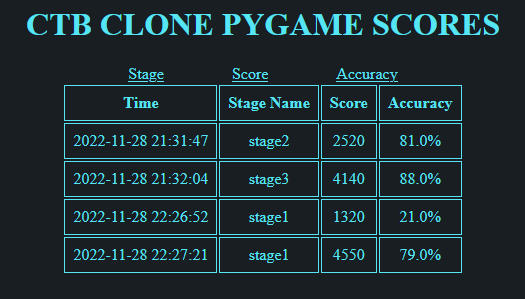 CTB CLONE PYGAME SCORES
Stage Score Accuracy
Time Stage Name Score Accuracy
2022-11-28 21:31:47 stage2 2520 81.0%
2022-11-28 21:32:04 stage3 4140 88.0%
2022-11-28 22:26:52 stage1 1320 21.0%
2022-11-28 22:27:21 stage1 4550 79.0%